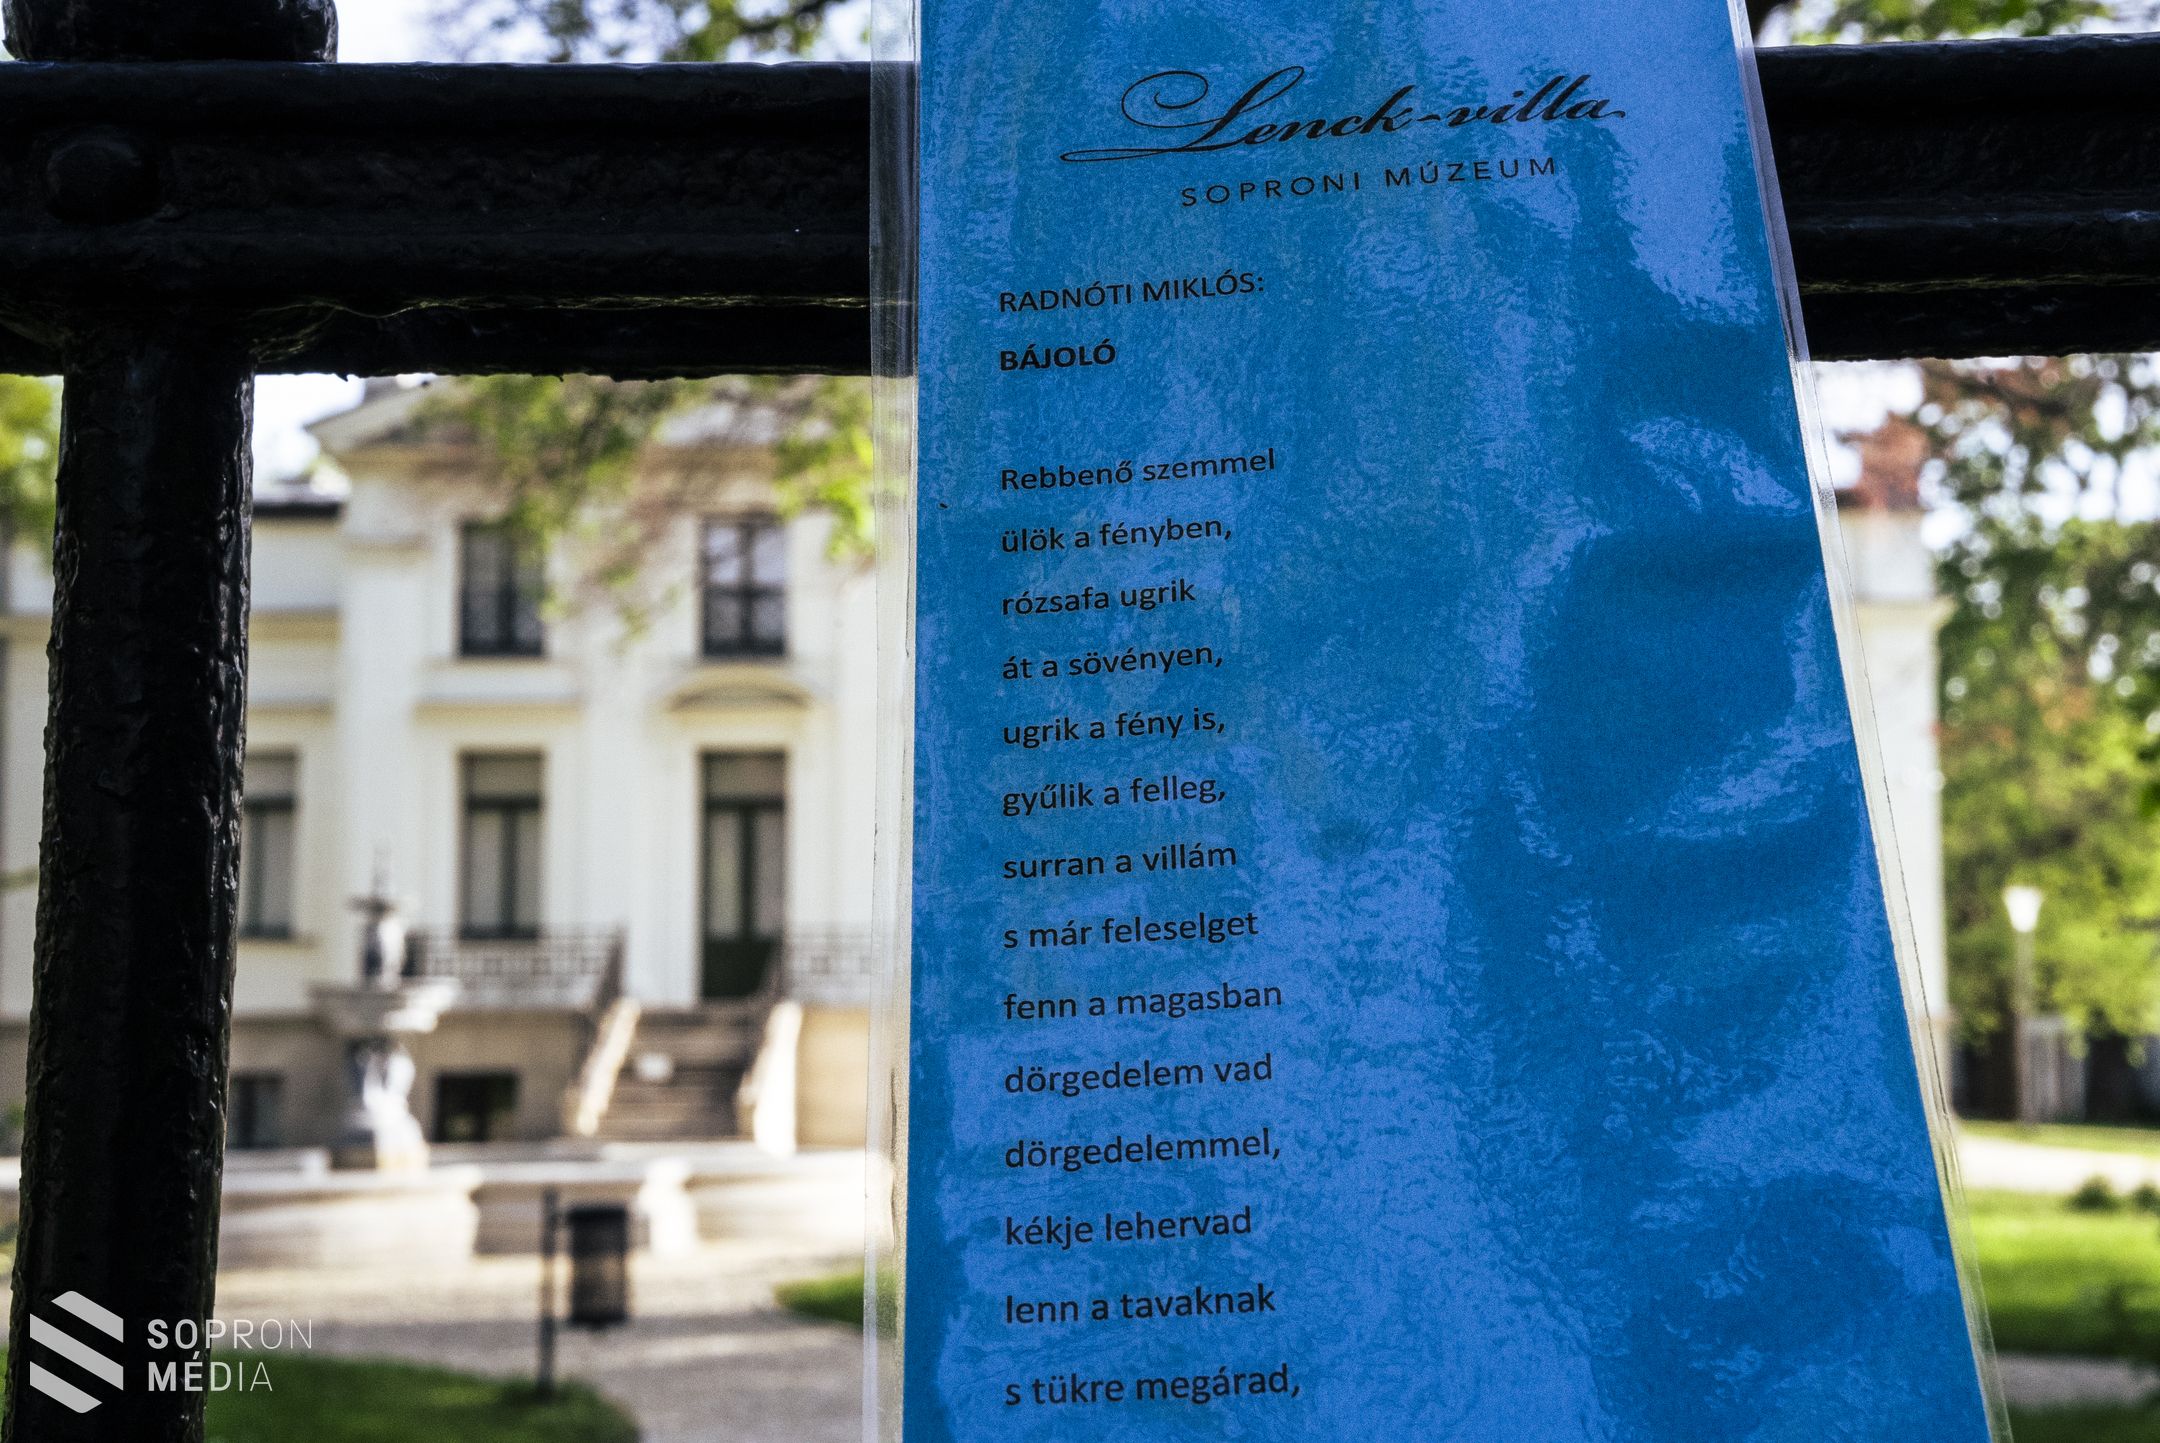 Lenck-villa
SOPRONI MÚZEUM
RADNÓTI MIKLÓS:
BÁJOLÓ
Rebbenő szemmel
ülök a fényben,
rózsafa ugrik
át a sövényen,
ugrik a fény is,
gyűlik a felleg,
surran a villám
s már feleselget
fenn a magasban
dörgedelem vad
dörgedelemmel,
kékje lehervad
lenn a tavaknak
s tükre megárad,
SOPRON
MÉDIA